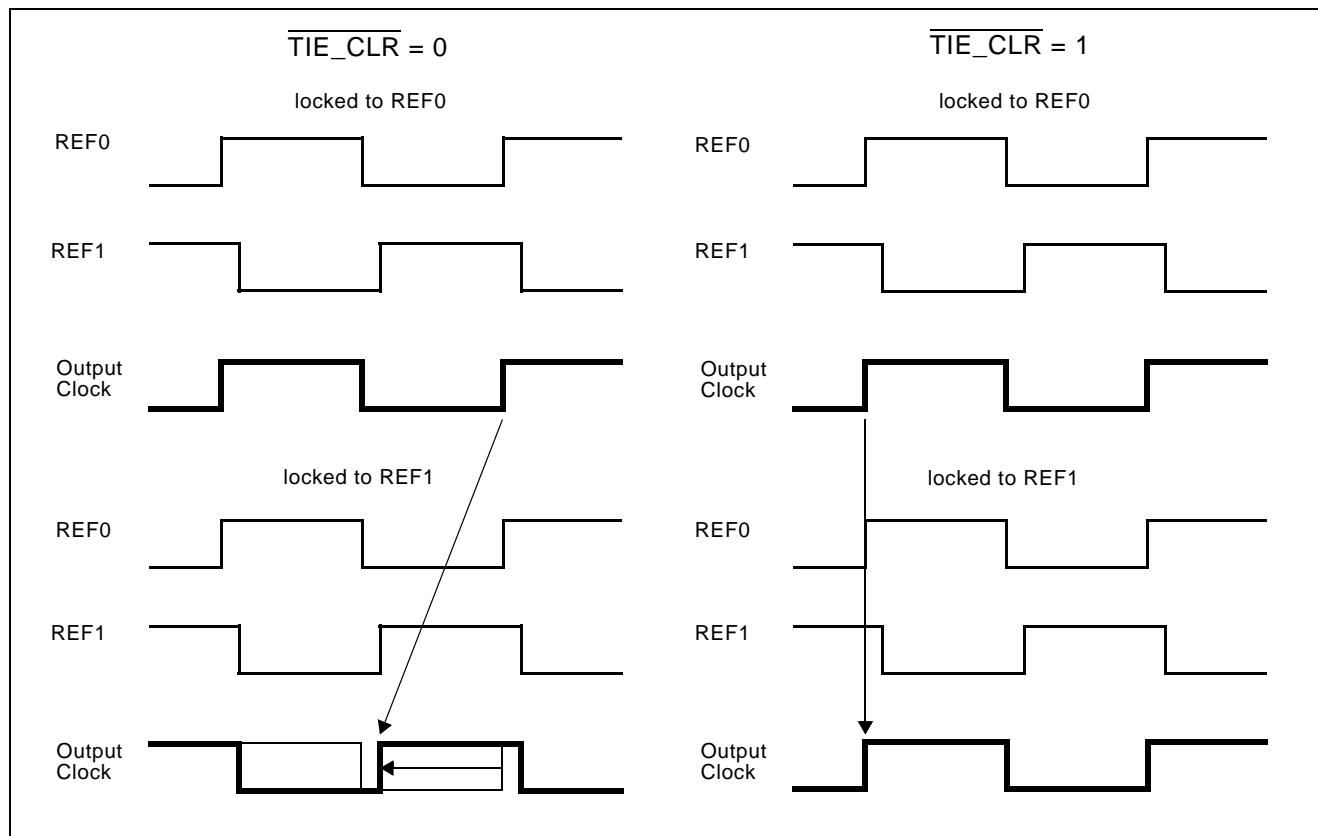 TIE_CLR = 0
locked to REF0
REF0
REF1
Output
Clock
locked to REF1
REF0
REF1
Output
Clock
TIE_CLR = 1
locked to REF0
REF0
REF1
Output
Clock
locked to REF1
REF0
REF1
Output
Clock